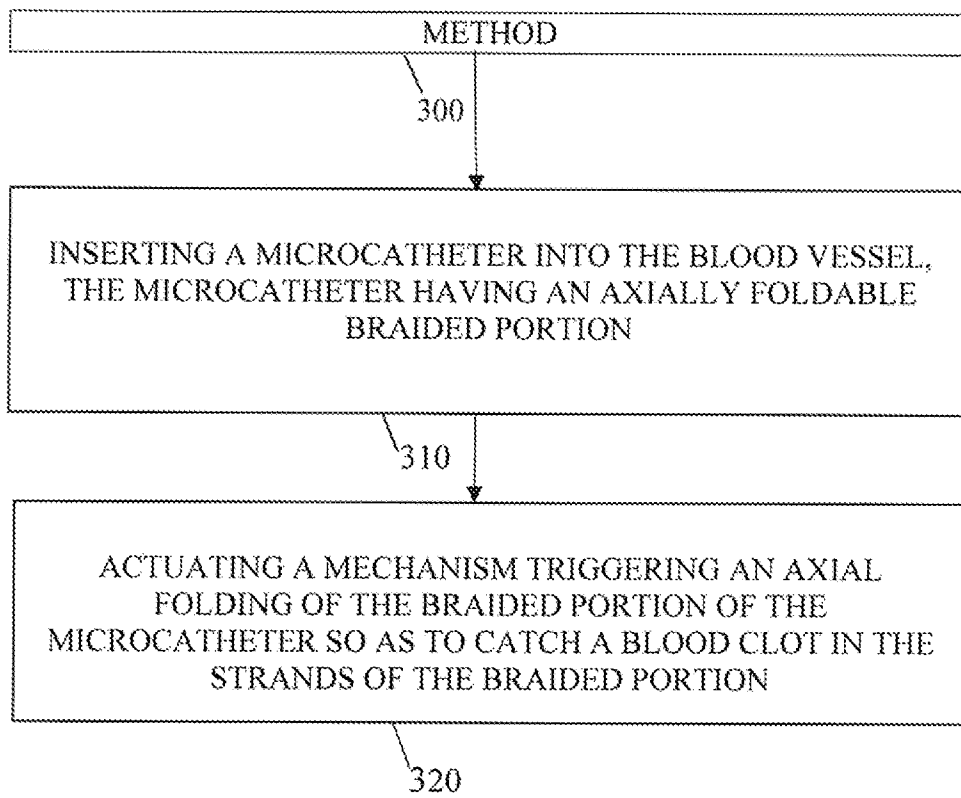 METHOD
300
INSERTING A MICROCATHETER INTO THE BLOOD VESSEL,
THE MICROCATHETER HAVING AN AXIALLY FOLDABLE
BRAIDED PORTION
310
ACTUATING A MECHANISM TRIGGERING AN AXIAL
FOLDING OF THE BRAIDED PORTION OF THE
MICROCATHETER SO AS TO CATCH A BLOOD CLOT IN THE
STRANDS OF THE BRAIDED PORTION
320